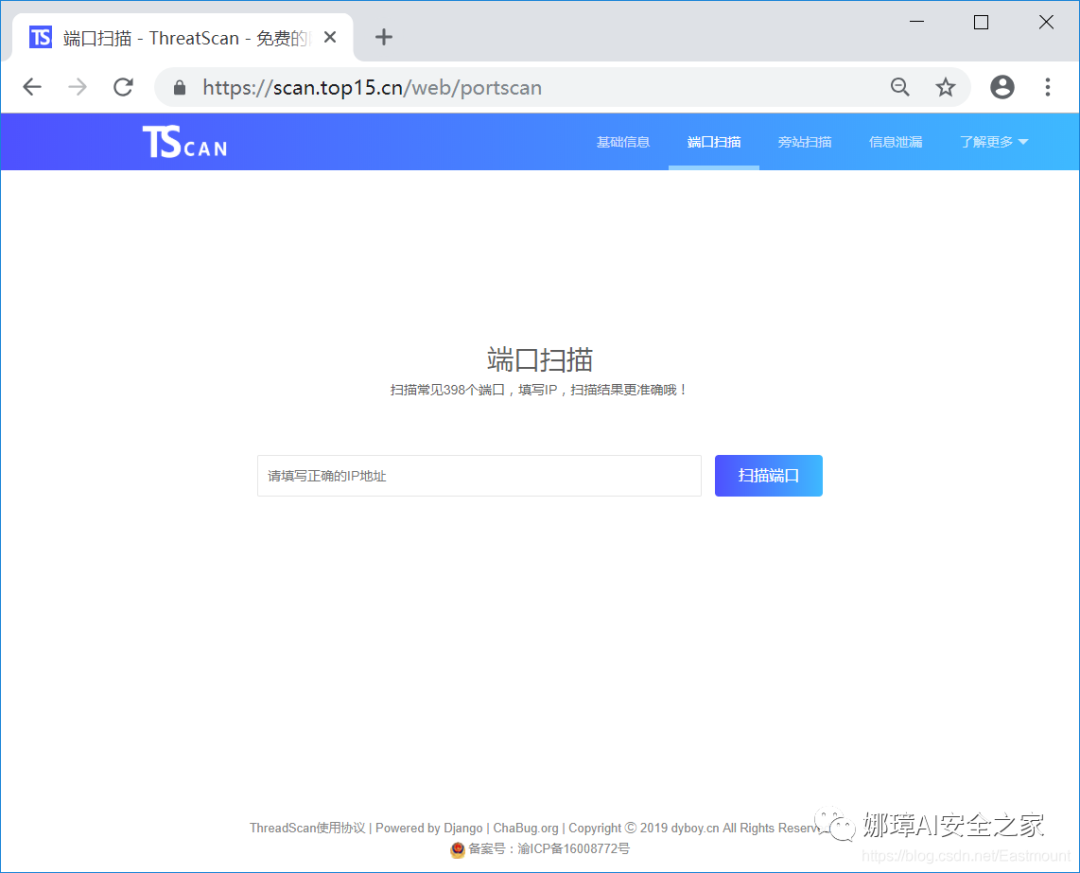 TS 端口扫描 - ThreatScan - 免费的
https://scan.top15.cn/web/portscan
TSCAN 基础信息 端口扫描 旁站扫描 信息泄漏 了解更多
端口扫描
扫描常见398个端口，填写IP，扫描结果更准确哦！
请填写正确的IP地址 扫描端口
ThreadScan使用协议 | Powered by Django | ChaBug.org | Copyright © 2019 dyboy.cn All Rights Reserv
娜璋AI安全之家
备案号：渝ICP备16008772号
https://blog.csdn.net/Eastmount